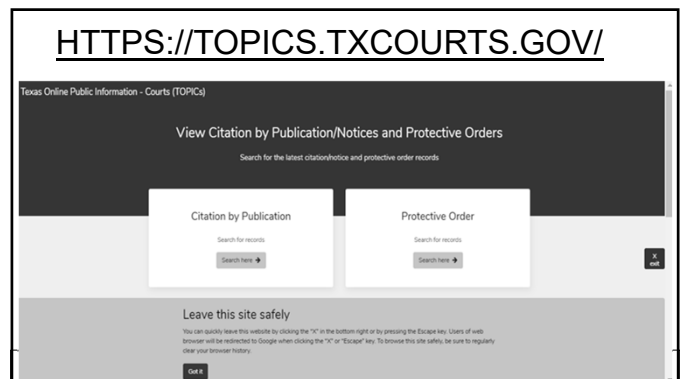 HTTPS://TOPICS.TXCOURTS.GOV/
Texas Online Public Information - Courts (TOPICs)
View Citation by Publication/Notices and Protective Orders
Search for the latest citation/notice and protective order records
Citation by Publication
Search for records
Search here →
Protective Order
Search for records
Search here →
X
exit
Leave this site safely
You can quickly leave this website by clicking the "X" in the bottom right or by pressing the Escape key. Users of web
browser will be redirected to Google when clicking the "X" or "Escape" key. To browse this site safely, be sure to regularly
clear your browser history.
Got it